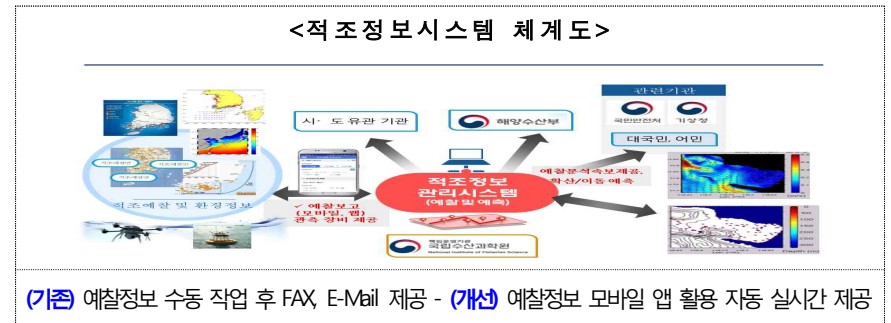 <적조정보시스템 체계도>
관련기관
시· 도 유관 기관
해양수산부
국민안전처 기상청
대국민, 어민
적조정보
관리시스템
(예찰 및 예측)
예찰분석속보제공,
확산/이동 예측
적조예찰 및 환경정보
✓ 예찰보고
(모바일, 웹)
관측 장비 제공
책임운영기관
국립수산과학원
National Institute of Fisheries Science
(기존) 예찰정보 수동 작업 후 FAX, E-Mail 제공 - (개선) 예찰정보 모바일 앱 활용 자동 실시간 제공